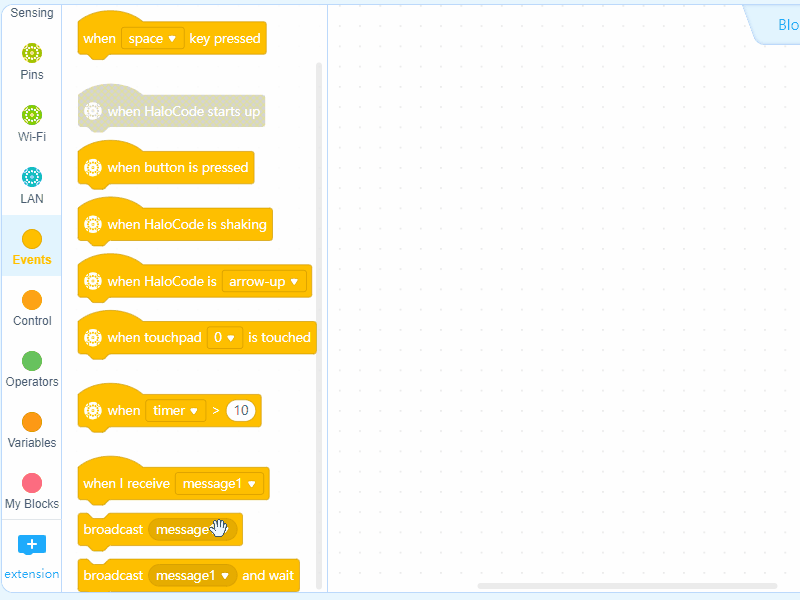 Sensing
Pins
Wi-Fi
LAN
Events
Control
Operators
Variables
My Blocks
+
extension
when space ▼ key pressed
when HaloCode starts up
when button is pressed
when HaloCode is shaking
when HaloCode is arrow-up ▼
when touchpad 0 ▼ is touched
when timer ▼ > 10
when I receive message1 ▼
broadcast message
broadcast message1 ▼ and wait
Blo